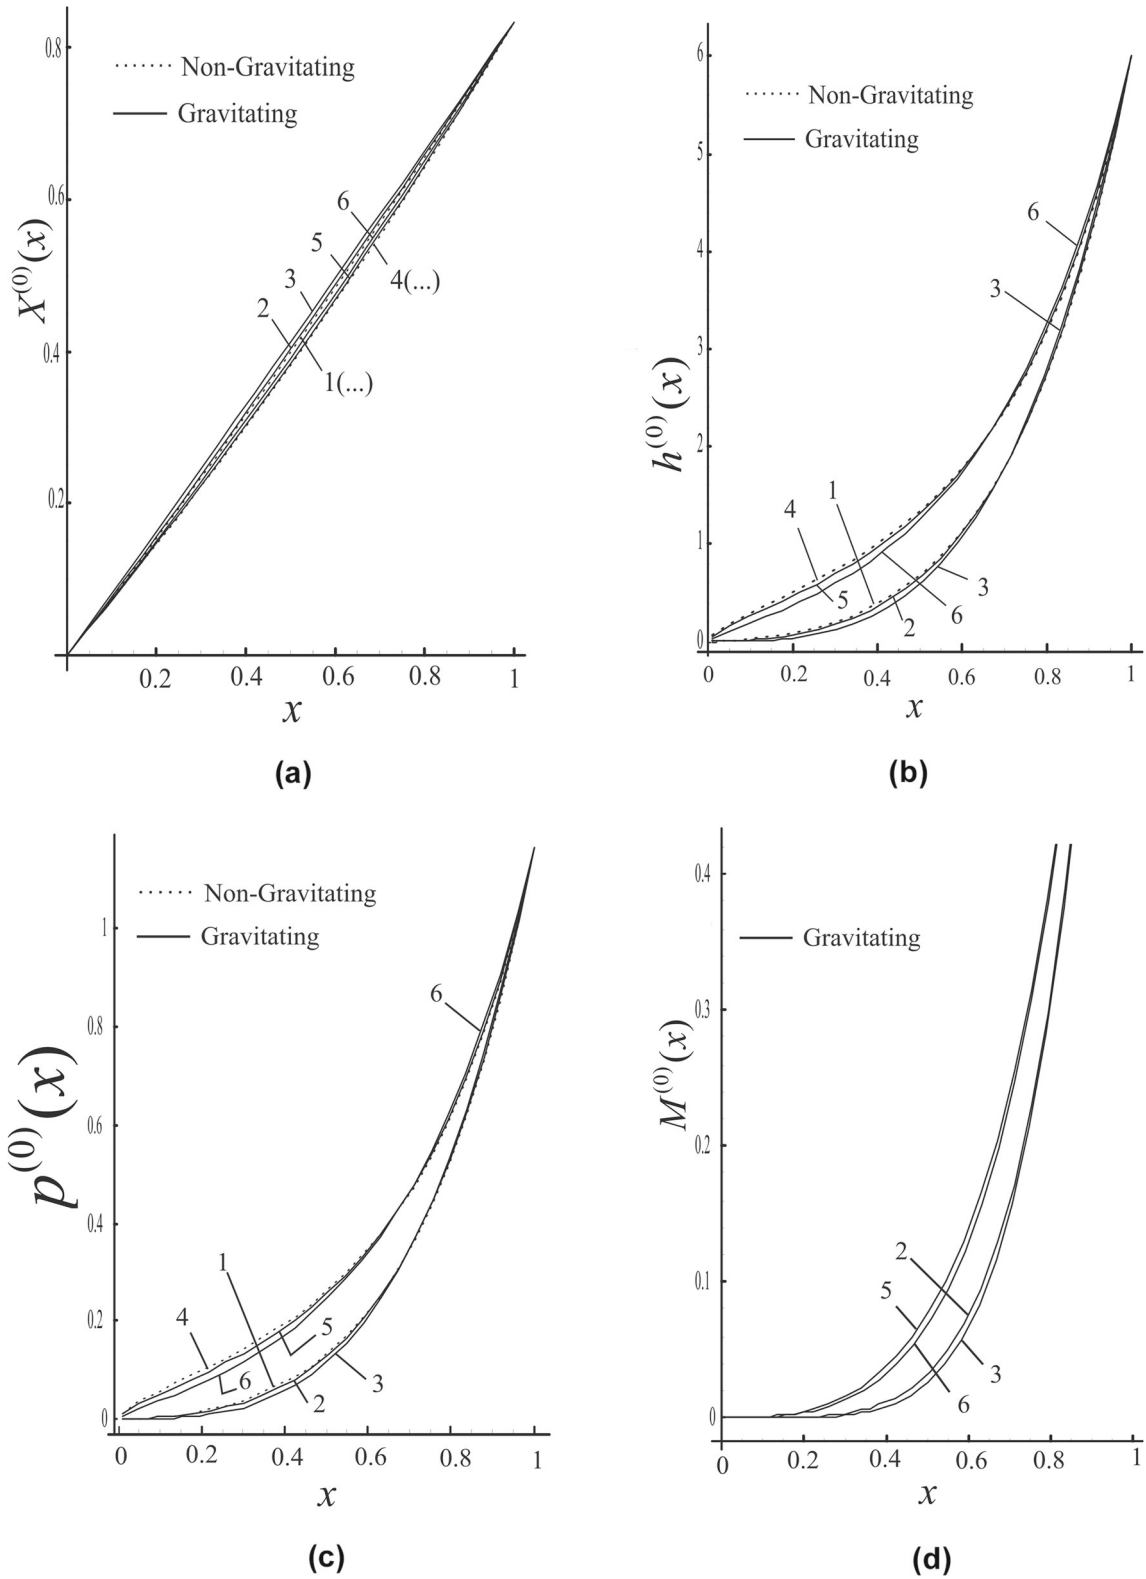 0.8
Non-Gravitating
Gravitating
0.6
6
5
3
4(...)
2
0.4
1(...)
0.2
X(0)(x)
0.2 0.4 0.6 0.8 1
x
(a)
6
Non-Gravitating
Gravitating
5
6
4
3
3
h(0)(x)
2
1
4
1
5
3
6
2
0
0 0.2 0.4 0.6 0.8 1
x
(b)
Non-Gravitating
Gravitating
1
6
0.8
p(0)(x)
0.6
0.4
1
4
0.2
5
6
3
2
0
0 0.2 0.4 0.6 0.8 1
x
(c)
0.4
Gravitating
0.3
M(0)(x)
0.2
2
5
0.1
3
6
0
0 0.2 0.4 0.6 0.8 1
x
(d)